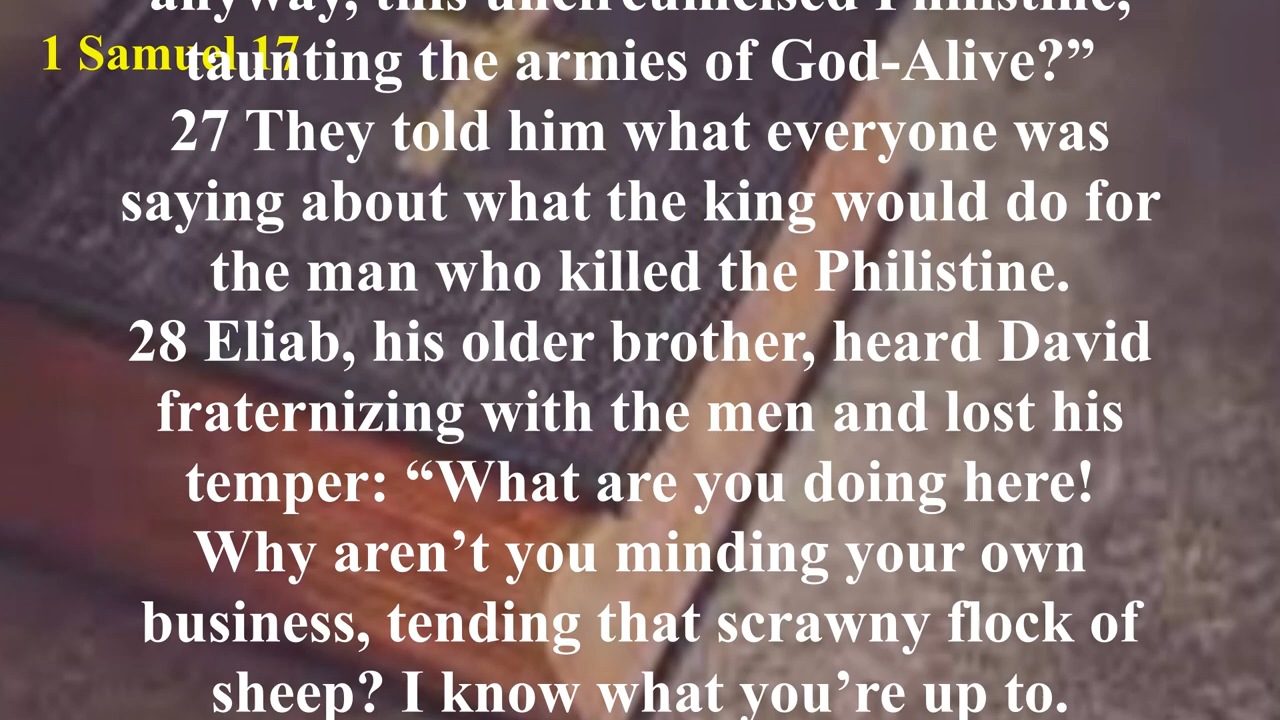 anyway, this uncircumcised Philistine,
1 Samuel 17
taunting the armies of God-Alive?”
27 They told him what everyone was
saying about what the king would do for
the man who killed the Philistine.
28 Eliab, his older brother, heard David
fraternizing with the men and lost his
temper: “What are you doing here!
Why aren’t you minding your own
business, tending that scrawny flock of
sheep? I know what you’re up to.